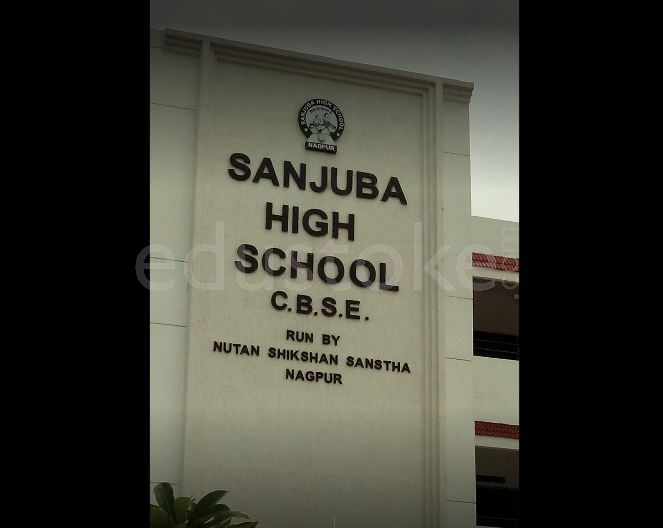 SANJUBA HIGH SCHOOL
NAGPUR
SANJUBA
HIGH
SCHOOL
C.B.S.E.
RUN BY
NUTAN SHIKSHAN SANSTHA
NAGPUR
edustoke